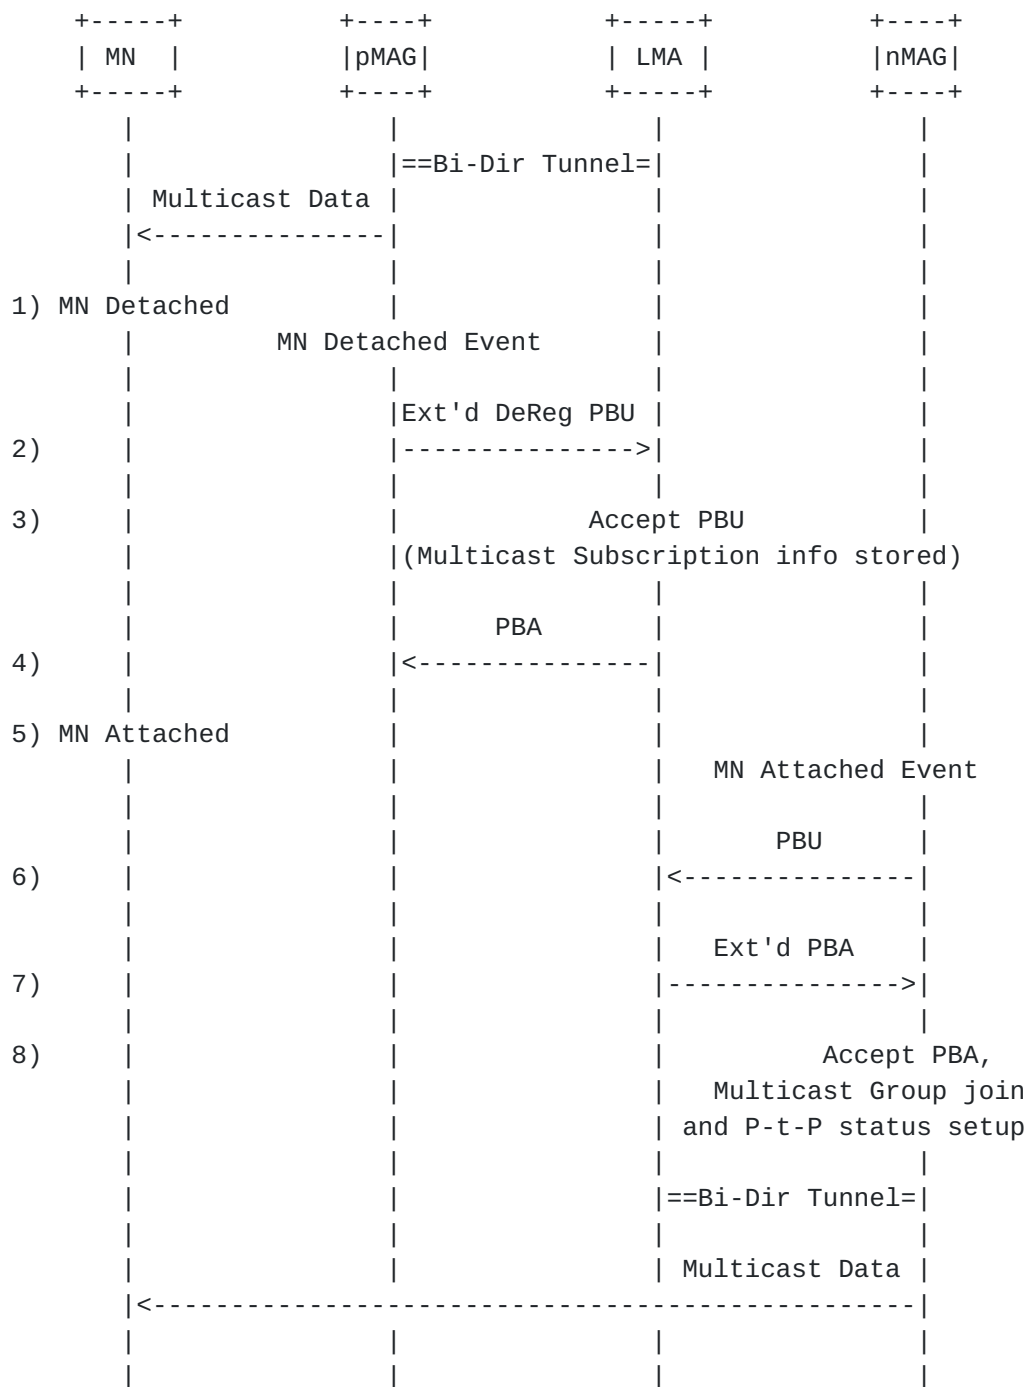 +-----+          +----+           +-----+          +----+
| MN  |          |pMAG|           | LMA |          |nMAG|
+-----+          +----+           +-----+          +----+
|                |                |                |
|                |==Bi-Dir Tunnel=|                |
| Multicast Data |                |                |
|<---------------|                |                |
|                |                |                |
1) MN Detached          |                |                |
|         MN Detached Event       |                |
|                |                |                |
|                |Ext'd DeReg PBU |                |
2)     |                |--------------->|                |
|                |                |                |
3)     |                |            Accept PBU           |
|                |(Multicast Subscription info stored)
|                |                |                |
|                |      PBA       |                |
4)     |                |<---------------|                |
|                |                |                |
5) MN Attached          |                |                |
|                |                |   MN Attached Event
|                |                |                |
|                |                |       PBU      |
6)     |                |                |<---------------|
|                |                |                |
|                |                |   Ext'd PBA    |
7)     |                |                |--------------->|
|                |                |                |
8)     |                |                |          Accept PBA,
|                |                |   Multicast Group join
|                |                | and P-t-P status setup
|                |                |                |
|                |                |==Bi-Dir Tunnel=|
|                |                |                |
|                |                | Multicast Data |
|<-------------------------------------------------|
|                |                |                |
|                |                |                |